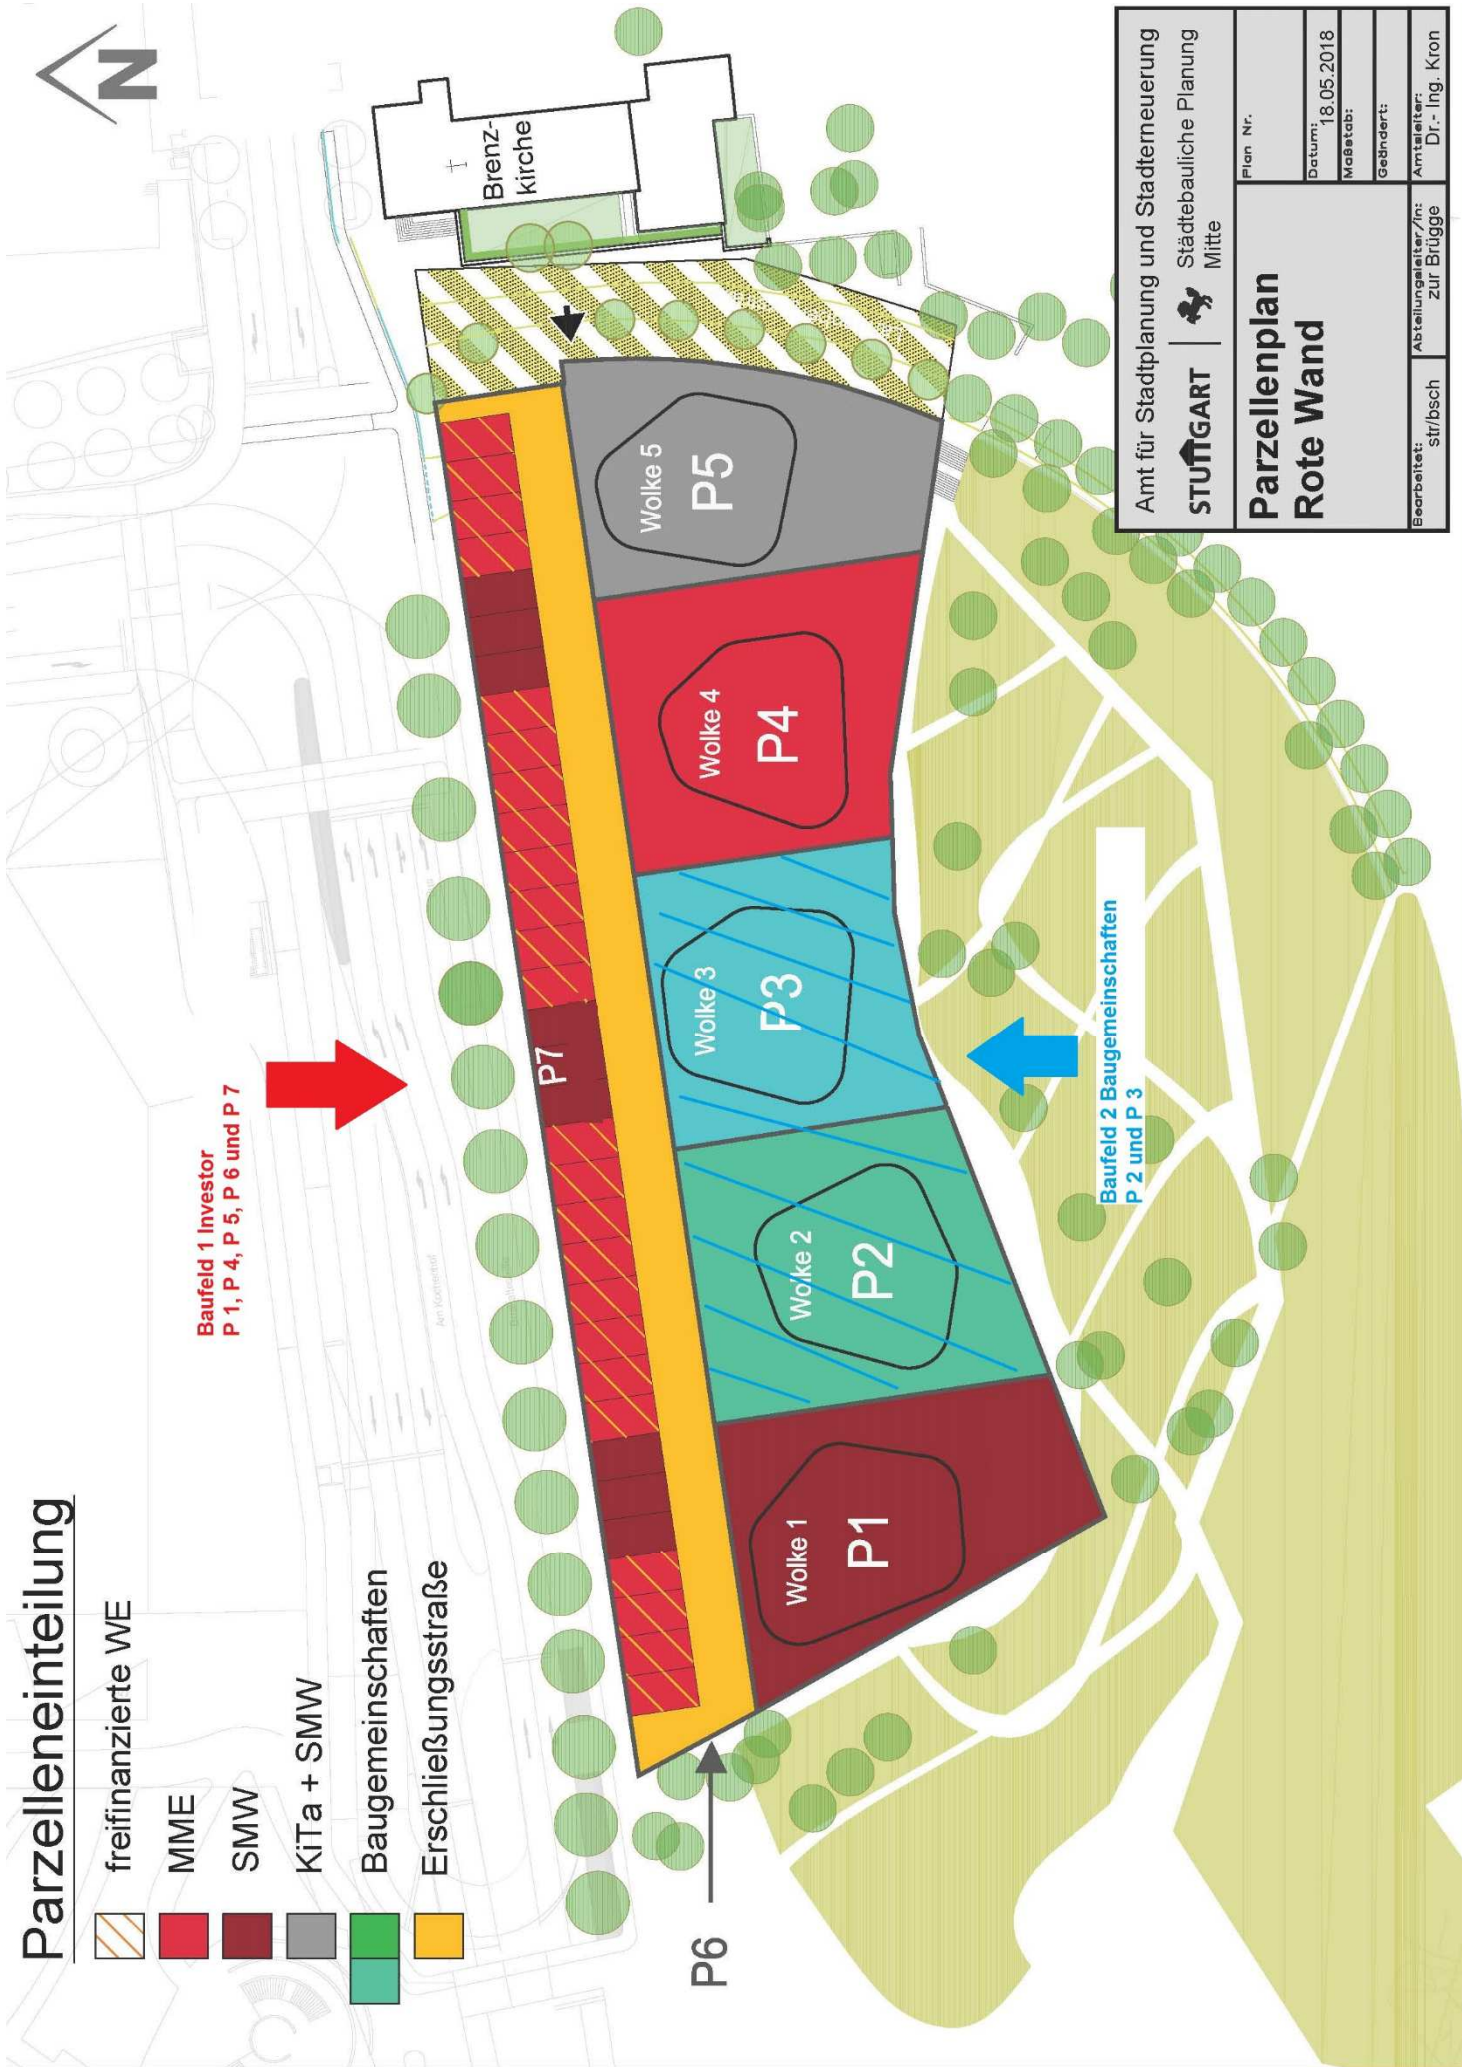 Parzelleneinteilung
freifinanzierte WE
MME
SMW
KiTa + SMW
Baugemeinschaften
Erschließungsstraße
N
Baufeld 1 Investor
P 1, P 4, P 5, P 6 und P 7
Brenz-
kirche
P6
P7
Wolke 1
P1
Wolke 2
P2
Wolke 3
P3
Wolke 4
P4
Wolke 5
P5
Am Kochenhof
Baufeld 2 Baugemeinschaften
P 2 und P 3
Amt für Stadtplanung und Stadterneuerung
STUTTGART
Städtebauliche Planung
Mitte
Parzellenplan
Rote Wand
Plan Nr.
Datum:
18.05.2018
Maßstab:
Geändert:
Bearbeitet:
str/bsch
Abteilungsleiter/in:
zur Brügge
Amtsleiter:
Dr.- Ing. Kron